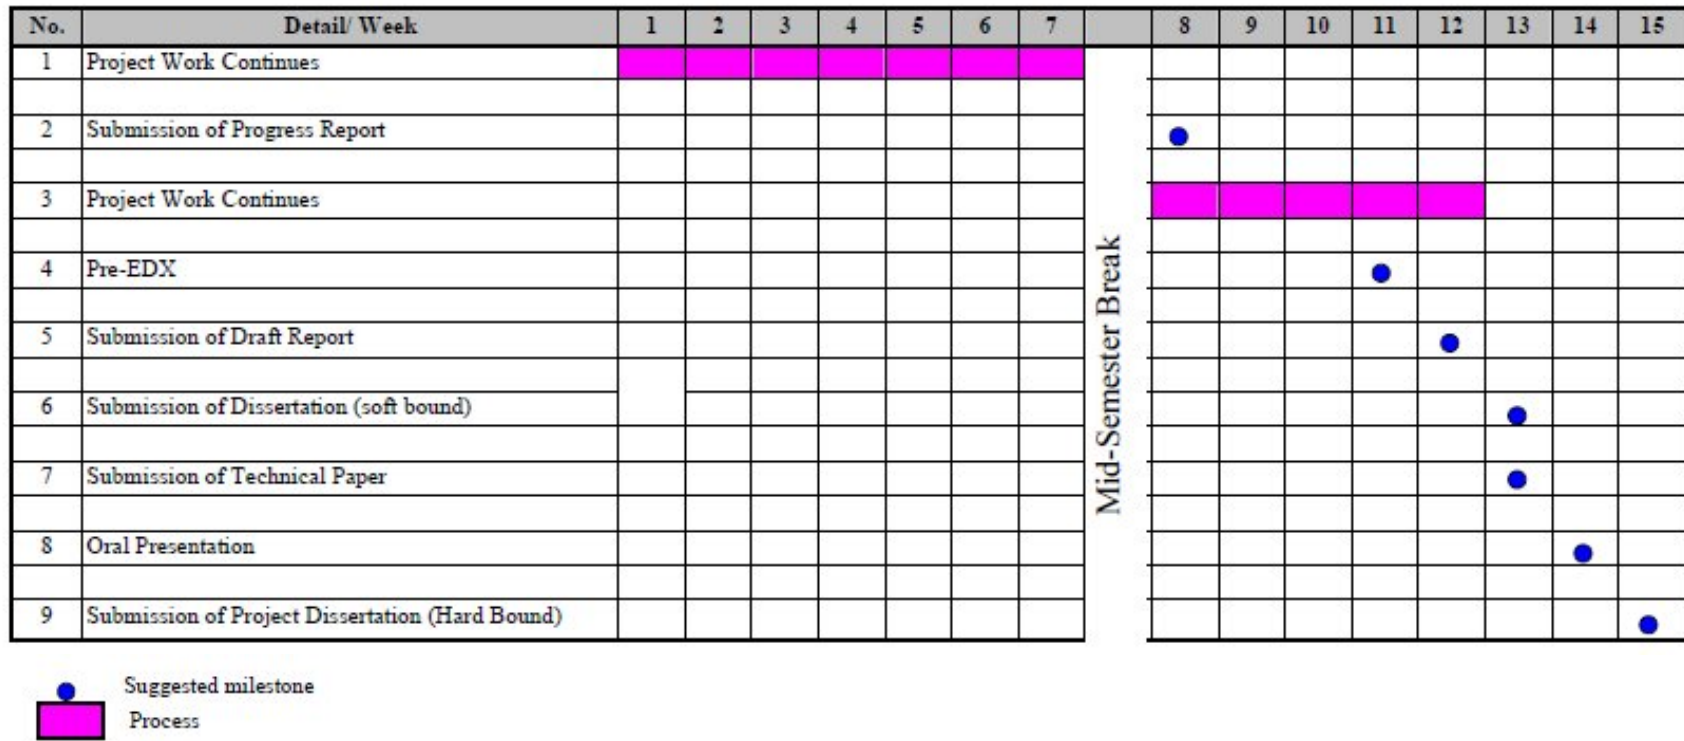 No. Detail/ Week 1 2 3 4 5 6 7 8 9 10 11 12 13 14 15
1 Project Work Continues
2 Submission of Progress Report
3 Project Work Continues
4 Pre-EDX
5 Submission of Draft Report
6 Submission of Dissertation (soft bound)
7 Submission of Technical Paper
8 Oral Presentation
9 Submission of Project Dissertation (Hard Bound)
Mid-Semester Break
Suggested milestone
Process